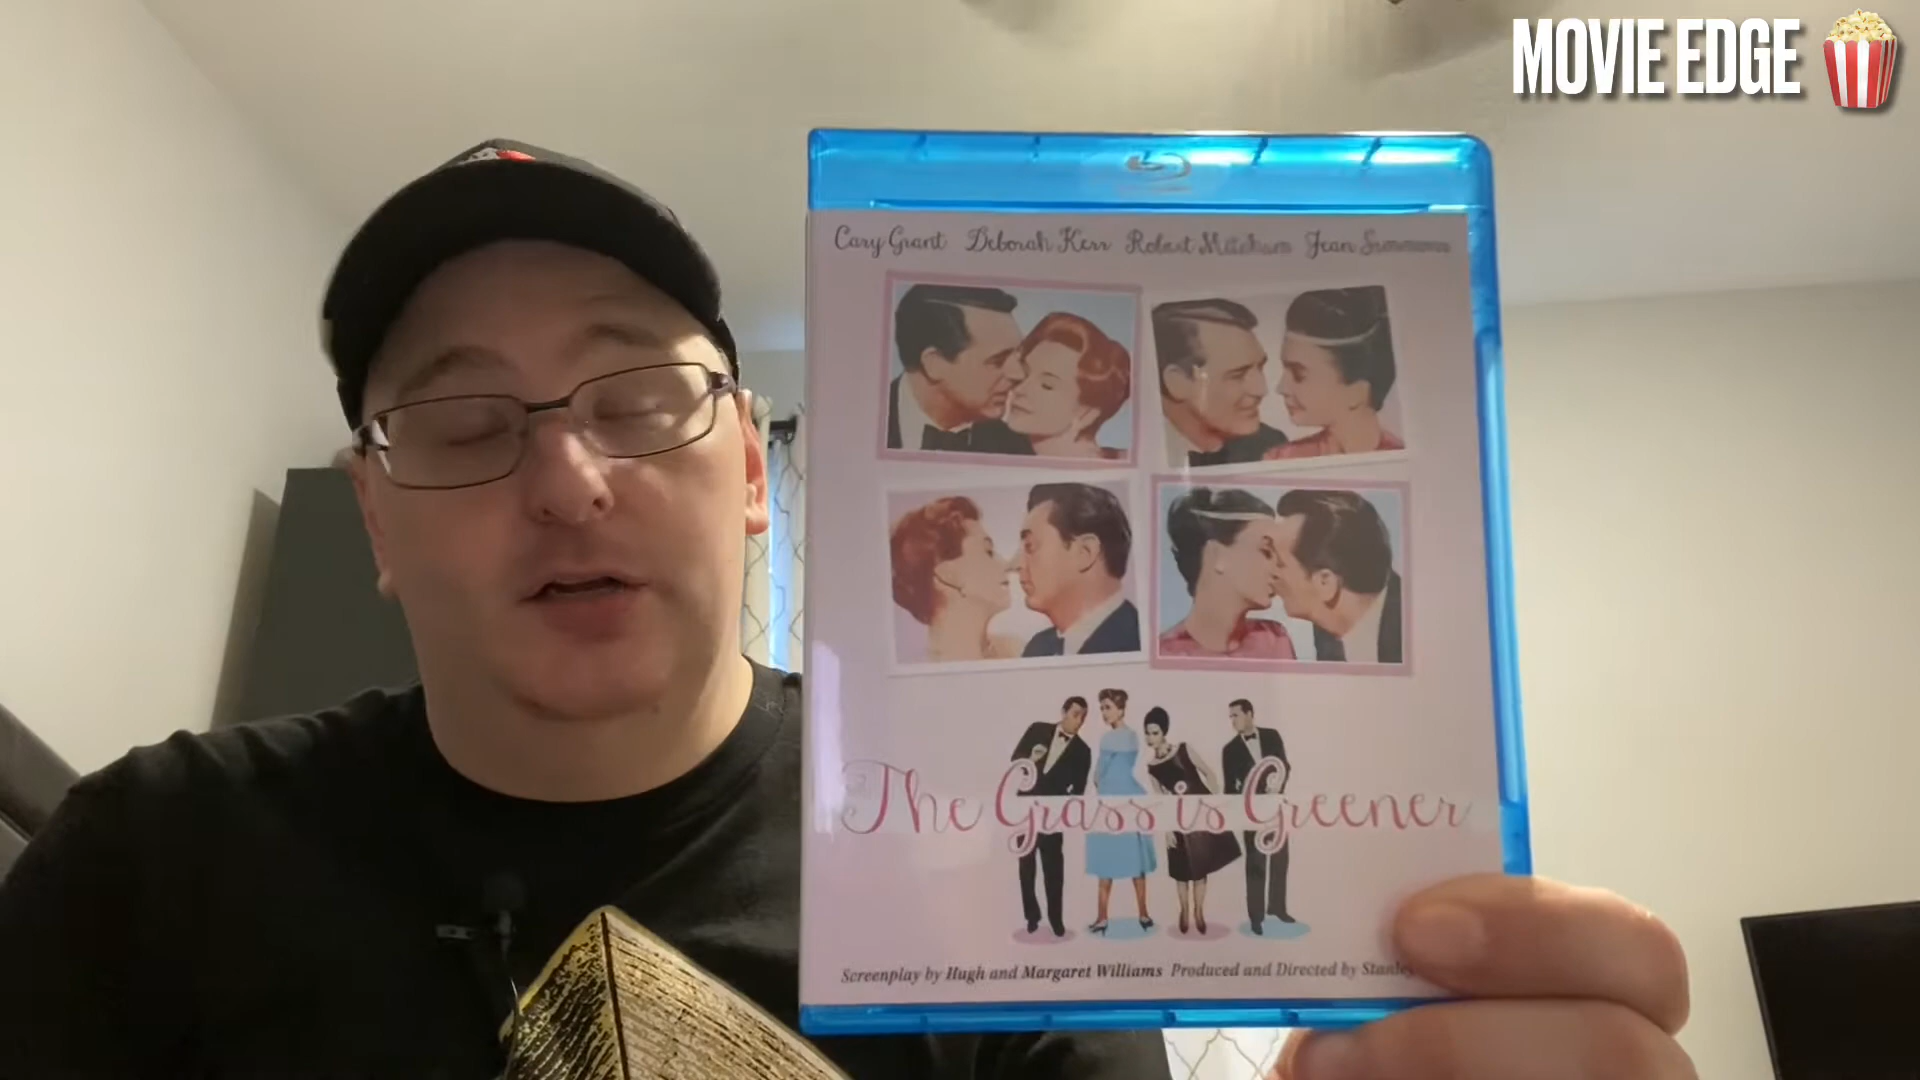 MOVIE EDGE
Cary Grant Deborah Kerr Robert Mitchum Jean Simmons
The Grass is Greener
Screenplay by Hugh and Margaret Williams Produced and Directed by Stanley